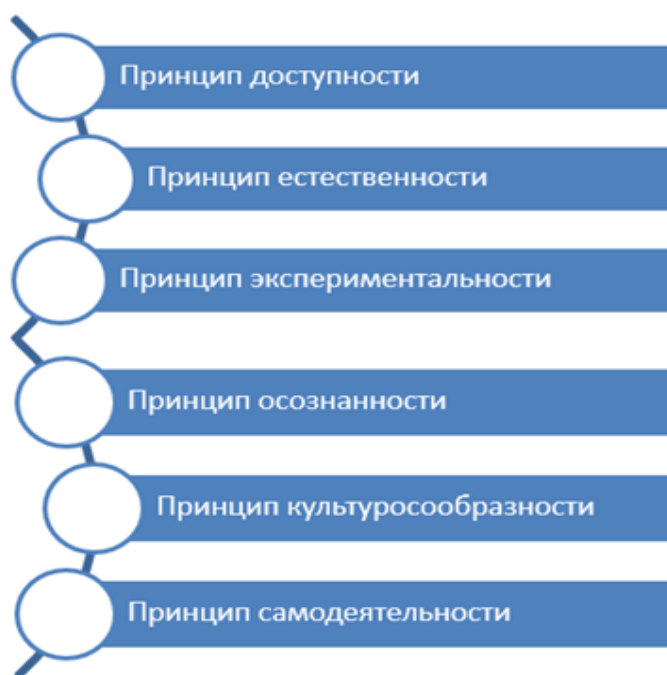 Принцип доступности
Принцип естественности
Принцип экспериментальности
Принцип осознанности
Принцип культуросообразности
Принцип самодеятельности